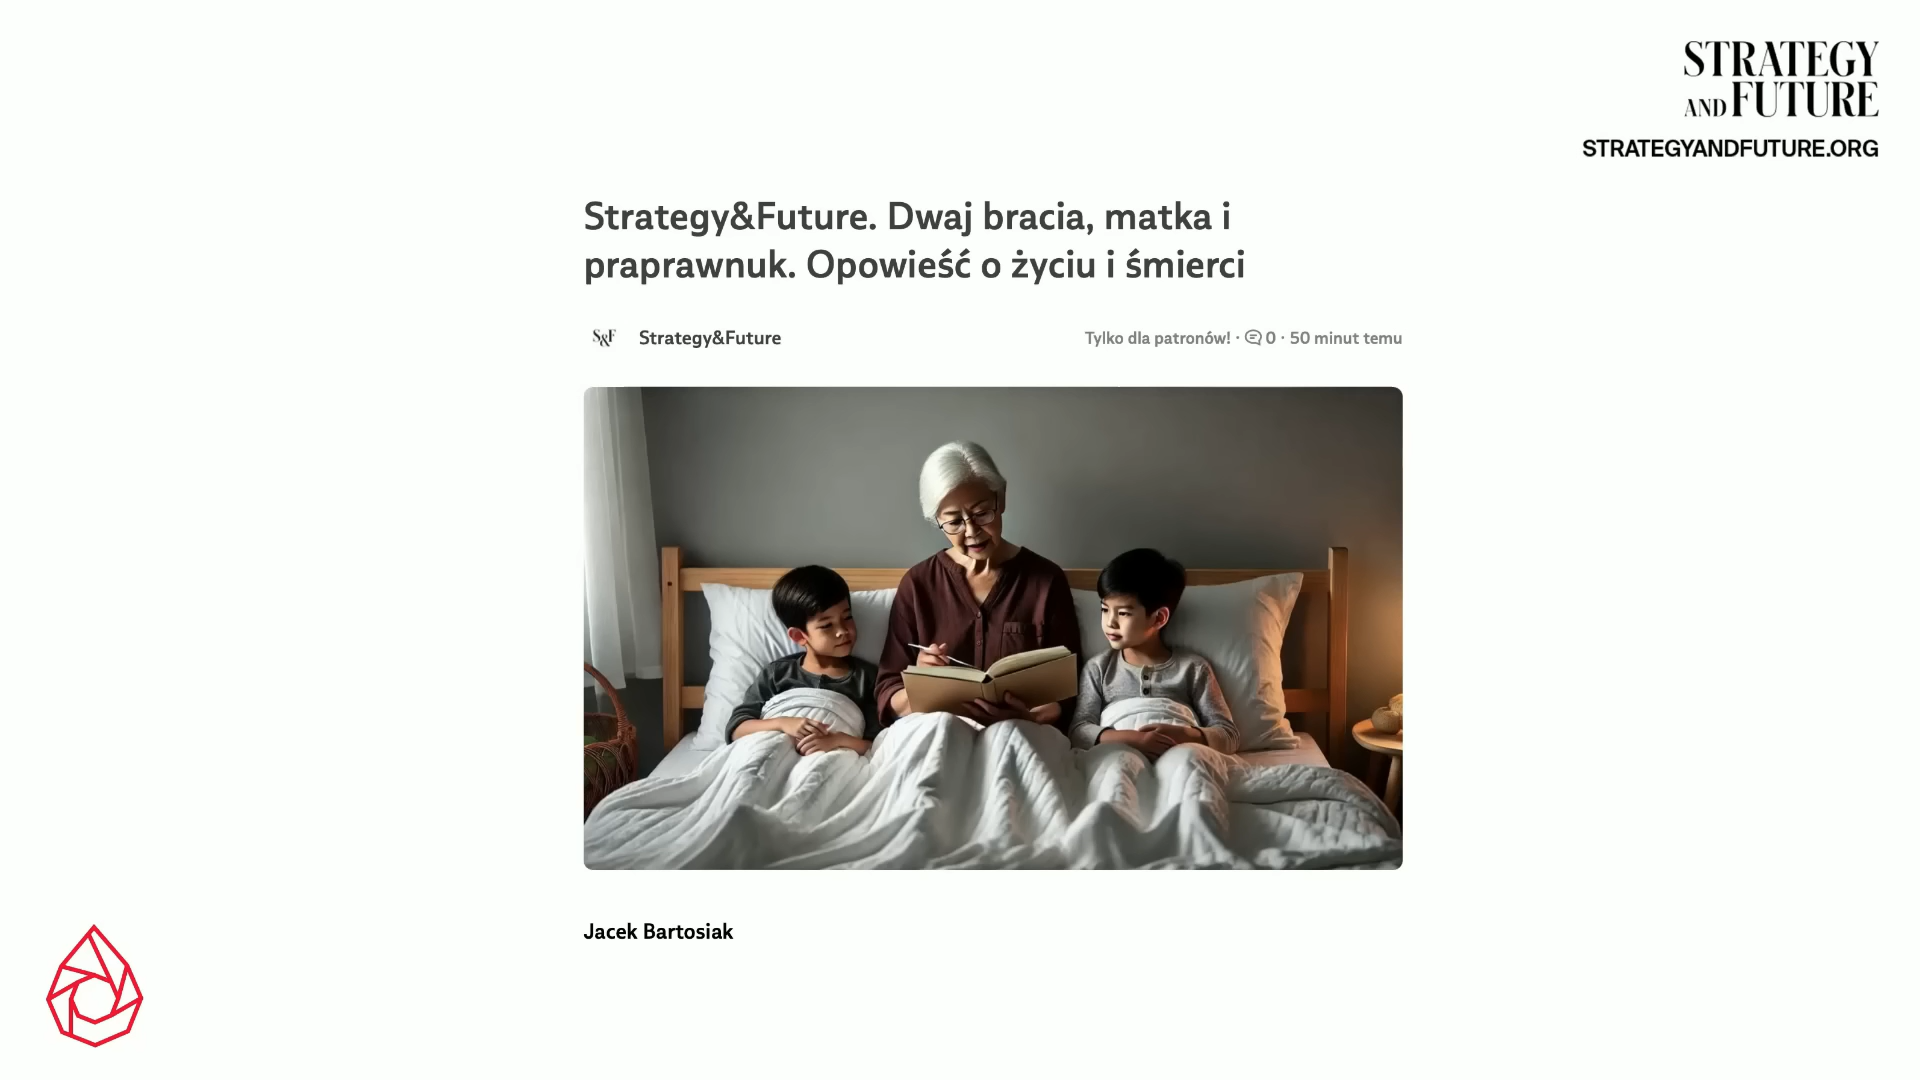 STRATEGY
AND FUTURE
STRATEGYANDFUTURE.ORG
Strategy&Future. Dwaj bracia, matka i
praprawnuk. Opowieść o życiu i śmierci
S&F Strategy&Future Tylko dla patronów! · 0 · 50 minut temu
Jacek Bartosiak